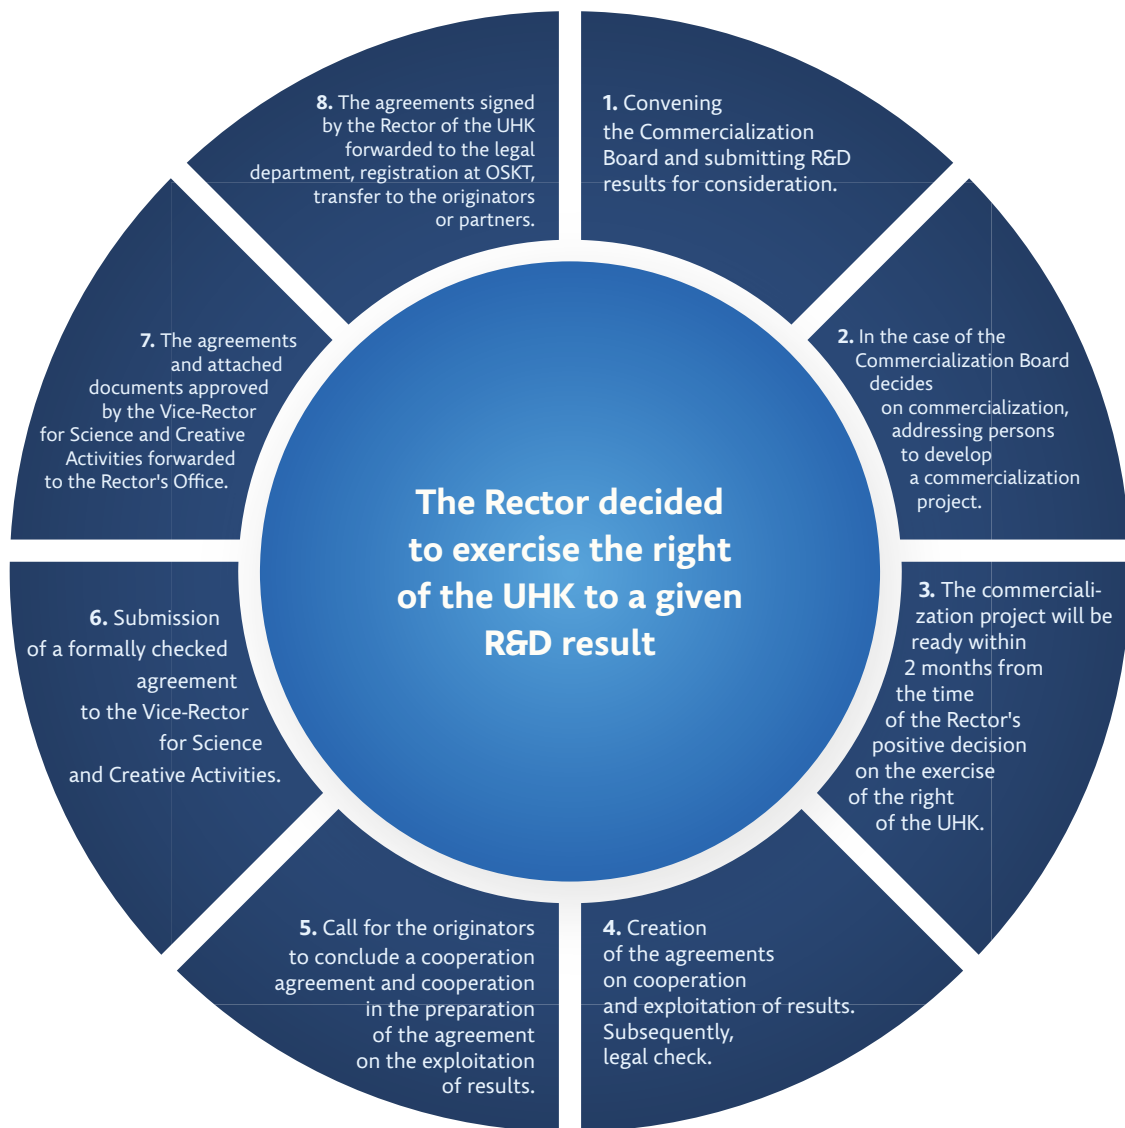 The Rector decided
to exercise the right
of the UHK to a given
R&D result
1. Convening
the Commercialization
Board and submitting R&D
results for consideration.
2. In the case of the
Commercialization Board
decides
on commercialization,
addressing persons
to develop
a commercialization
project.
3. The commerciali-
zation project will be
ready within
2 months from
the time
of the Rector's
positive decision
on the exercise
of the right
of the UHK.
4. Creation
of the agreements
on cooperation
and exploitation of results.
Subsequently,
legal check.
5. Call for the originators
to conclude a cooperation
agreement and cooperation
in the preparation
of the agreement
on the exploitation
of results.
6. Submission
of a formally checked
agreement
to the Vice-Rector
for Science
and Creative Activities.
7. The agreements
and attached
documents approved
by the Vice-Rector
for Science and Creative
Activities forwarded
to the Rector's Office.
8. The agreements signed
by the Rector of the UHK
forwarded to the legal
department, registration at OSKT,
transfer to the originators
or partners.